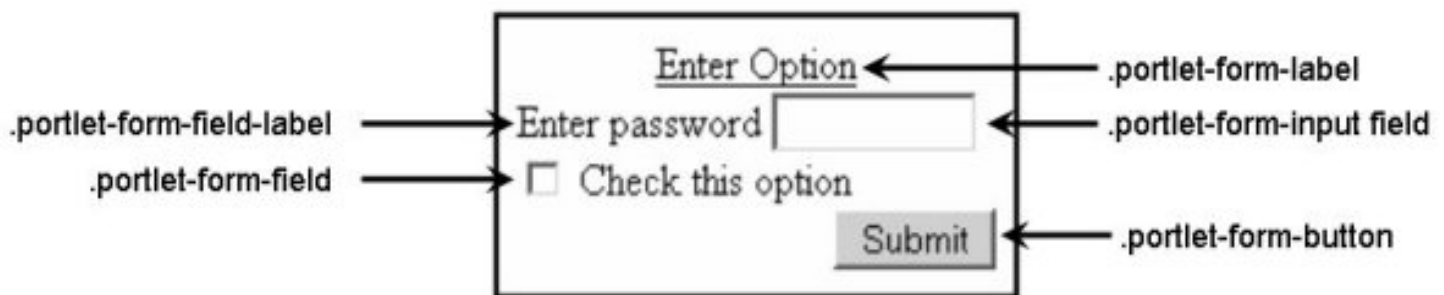 Enter Option
.portlet-form-label
.portlet-form-field-label
Enter password
.portlet-form-input field
.portlet-form-field
Check this option
Submit
.portlet-form-button